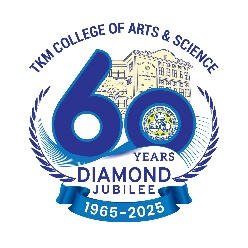 TKM COLLEGE OF ARTS & SCIENCE
60
YEARS
DIAMOND
JUBILEE
1965-2025